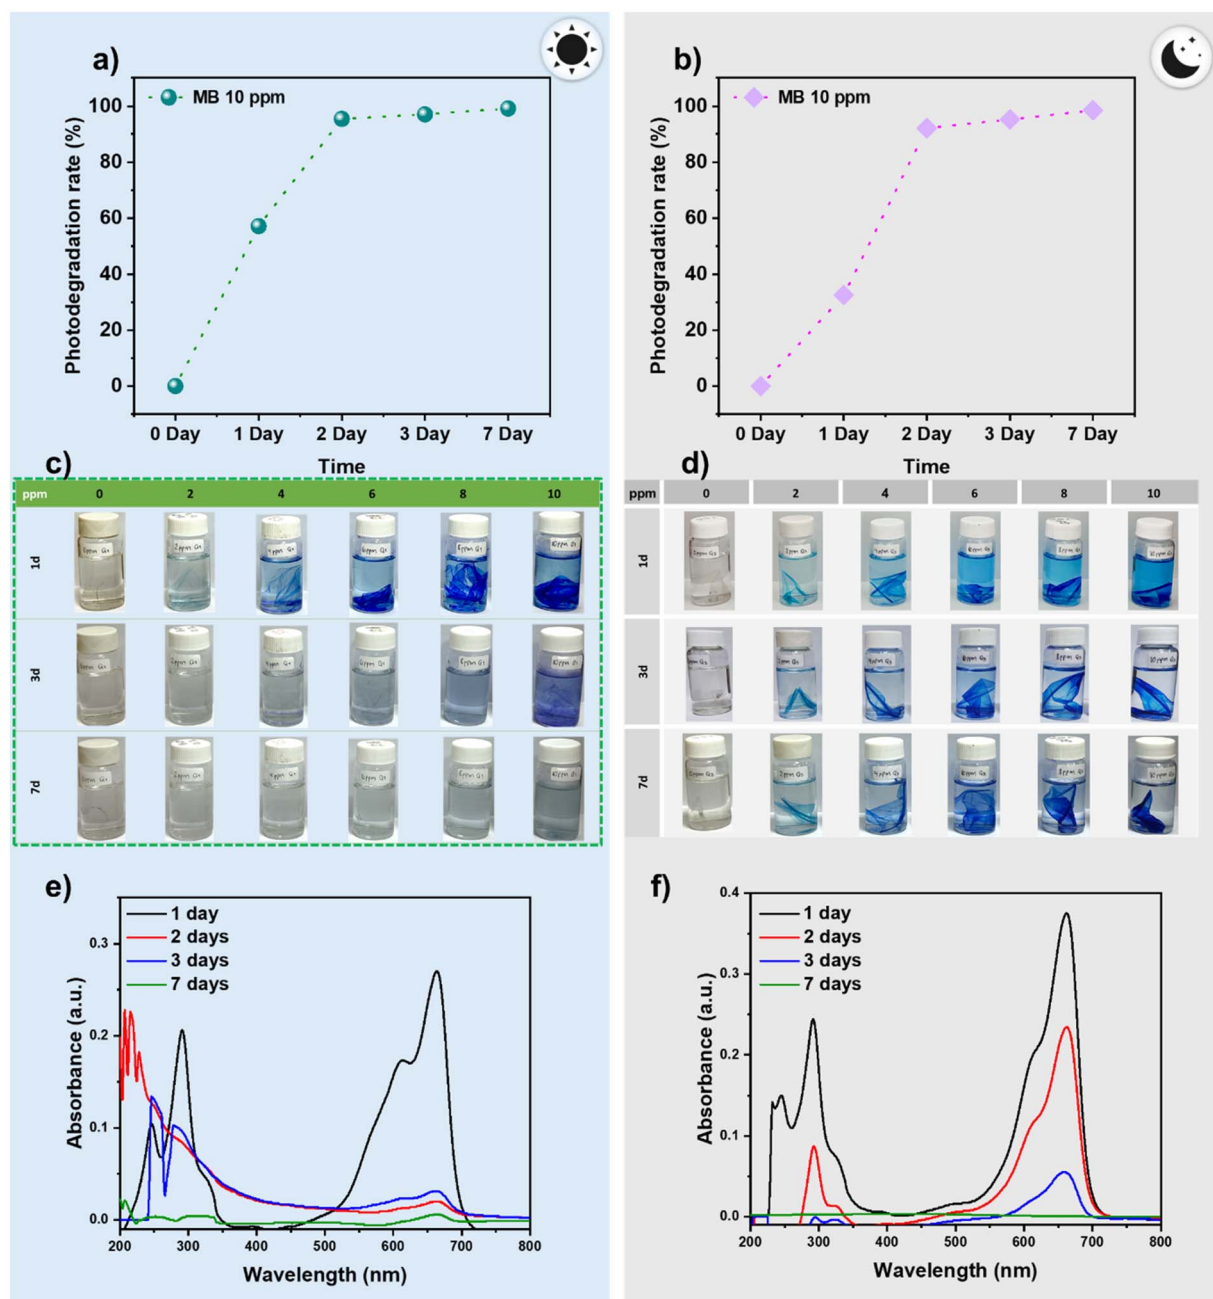 a)
MB 10 ppm
Photodegradation rate (%)
100
80
60
40
20
0
0 Day 1 Day 2 Day 3 Day 7 Day
Time
b)
MB 10 ppm
Photodegradation rate (%)
100
80
60
40
20
0
0 Day 1 Day 2 Day 3 Day 7 Day
Time
c)
ppm 0 2 4 6 8 10
1d
3d
7d
d)
ppm 0 2 4 6 8 10
1d
3d
7d
e)
1 day
2 days
3 days
7 days
Absorbance (a.u.)
0.3
0.2
0.1
0.0
200 300 400 500 600 700 800
Wavelength (nm)
f)
1 day
2 days
3 days
7 days
Absorbance (a.u.)
0.4
0.3
0.2
0.1
0.0
200 300 400 500 600 700 800
Wavelength (nm)